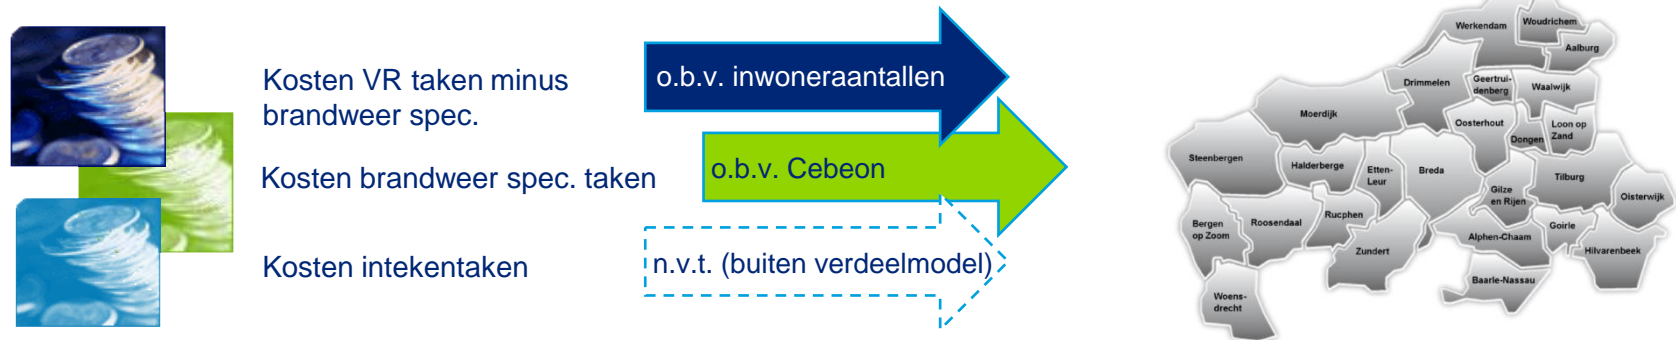 Kosten VR taken minus
brandweer spec.
o.b.v. inwoneraantallen
Kosten brandweer spec. taken
o.b.v. Cebeon
Kosten intekentaken
n.v.t. (buiten verdeelmodel)
Werkendam
Woudrichem
Aalburg
Drimmelen
Geertrui-
denberg
Waalwijk
Moerdijk
Oosterhout
Dongen
Loon op
Zand
Steenbergen
Halderberge
Etten-
Leur
Breda
Gilze
en Rijen
Tilburg
Oisterwijk
Bergen
op Zoom
Roosendaal
Rucphen
Zundert
Alphen-Chaam
Goirle
Hilvarenbeek
Baarle-Nassau
Woens-
drecht